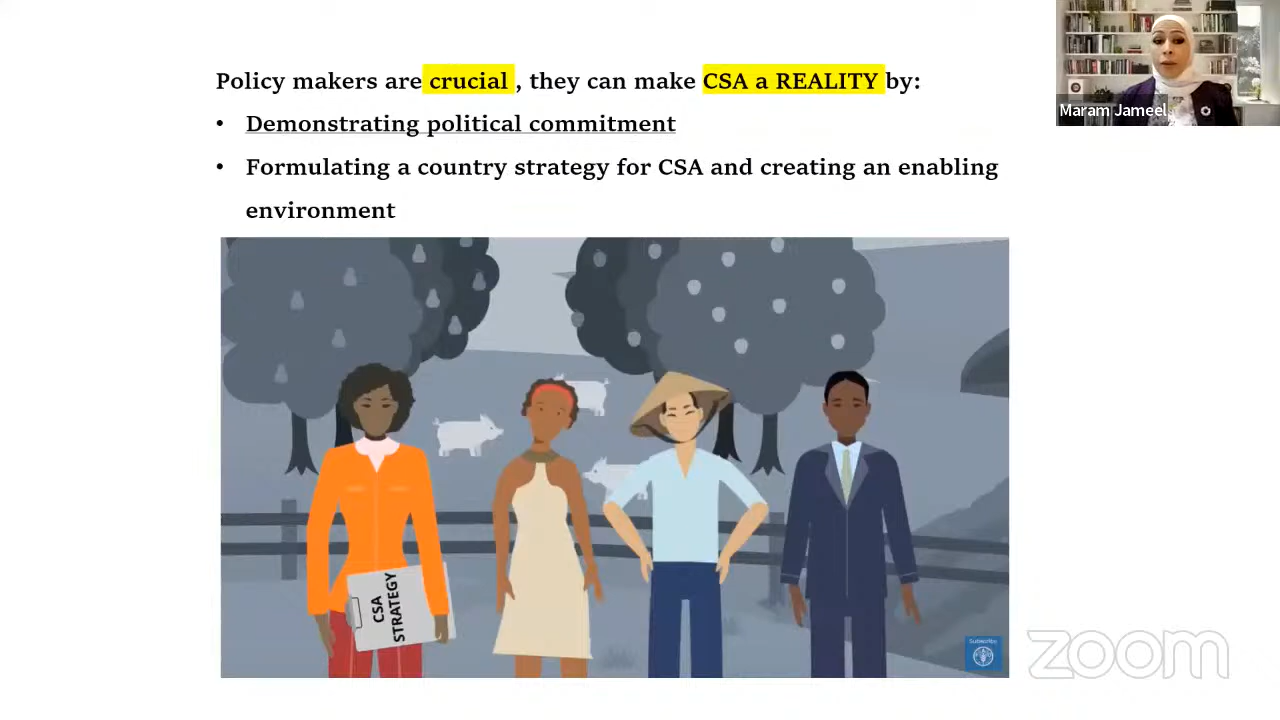 Policy makers are crucial , they can make CSA a REALITY by:
• Demonstrating political commitment
• Formulating a country strategy for CSA and creating an enabling
environment
Maram Jameel
CSA
STRATEGY
Subscribe
zoom